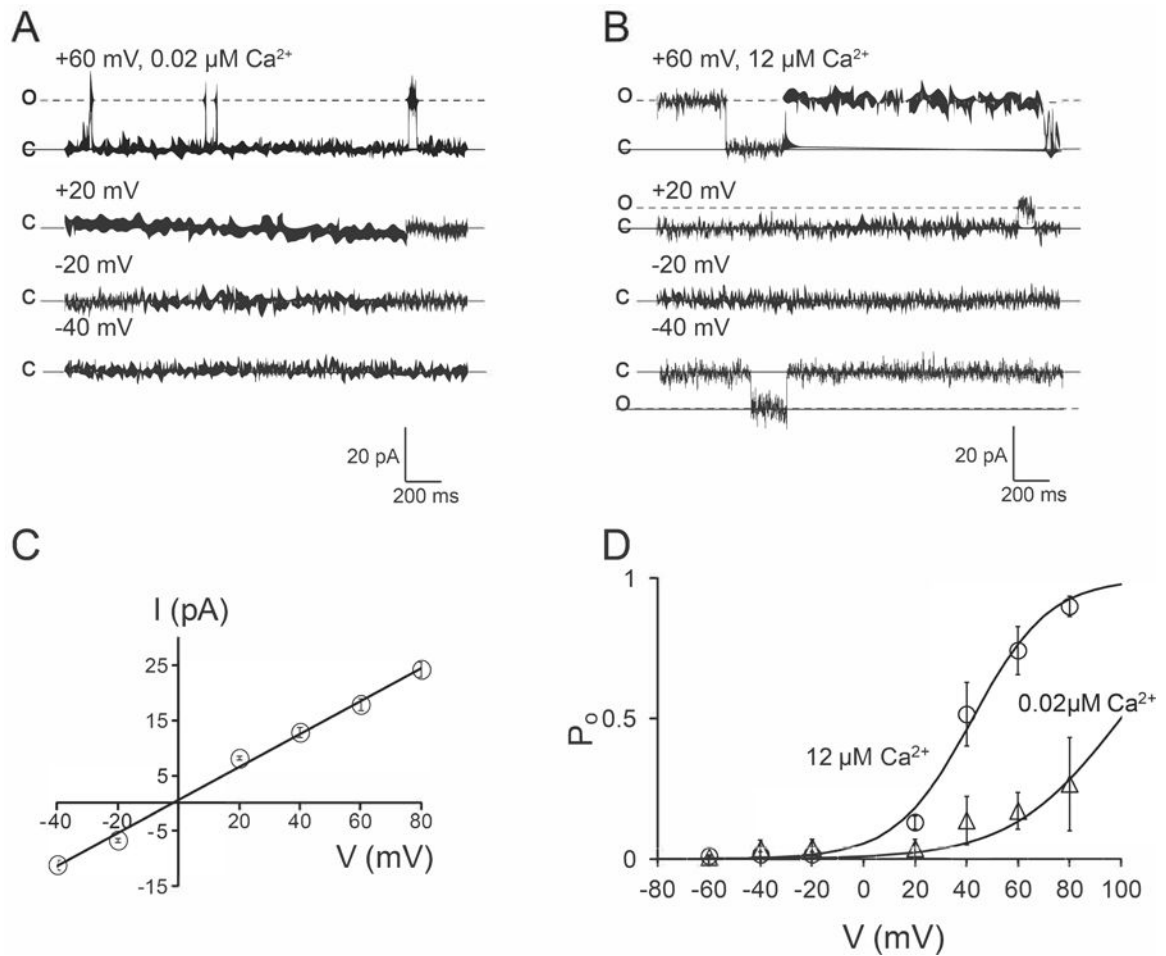 A
+60 mV, 0.02 µM Ca²⁺
o
c
+20 mV
c
-20 mV
c
-40 mV
c
20 pA
200 ms
B
+60 mV, 12 µM Ca²⁺
o
c
+20 mV
o
c
-20 mV
c
-40 mV
c
o
20 pA
200 ms
C
I (pA)
25
15
5
-40 -20 20 40 60 80
-5
V (mV)
-15
D
1
0.02µM Ca²⁺
0.5
Pₒ
12 µM Ca²⁺
0
-80 -60 -40 -20 0 20 40 60 80 100
V (mV)